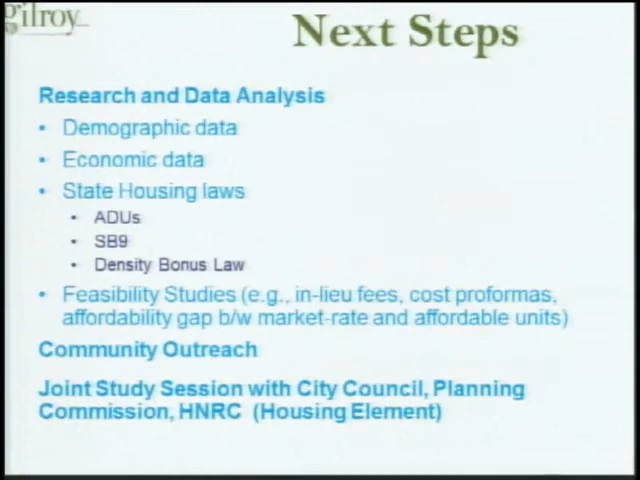 gilroy
Next Steps
Research and Data Analysis
• Demographic data
• Economic data
• State Housing laws
• ADUs
• SB9
• Density Bonus Law
• Feasibility Studies (e.g., in-lieu fees, cost proformas,
affordability gap b/w market-rate and affordable units)
Community Outreach
Joint Study Session with City Council, Planning
Commission, HNRC (Housing Element)